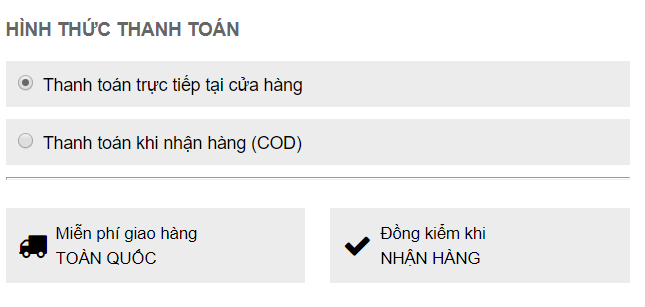 HÌNH THỨC THANH TOÁN
Thanh toán trực tiếp tại cửa hàng
Thanh toán khi nhận hàng (COD)
Miễn phí giao hàng
TOÀN QUỐC
Đồng kiểm khi
NHẬN HÀNG